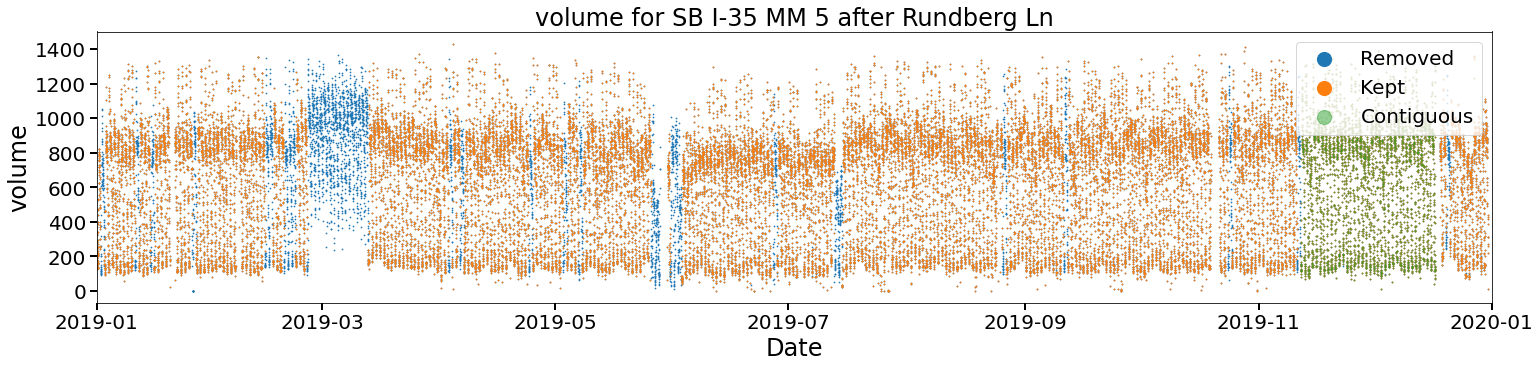 volume for SB I-35 MM 5 after Rundberg Ln
1400
1200
1000
800
600
400
200
0
volume
Removed
Kept
Contiguous
2019-01
2019-03
2019-05
2019-07
2019-09
2019-11
2020-01
Date